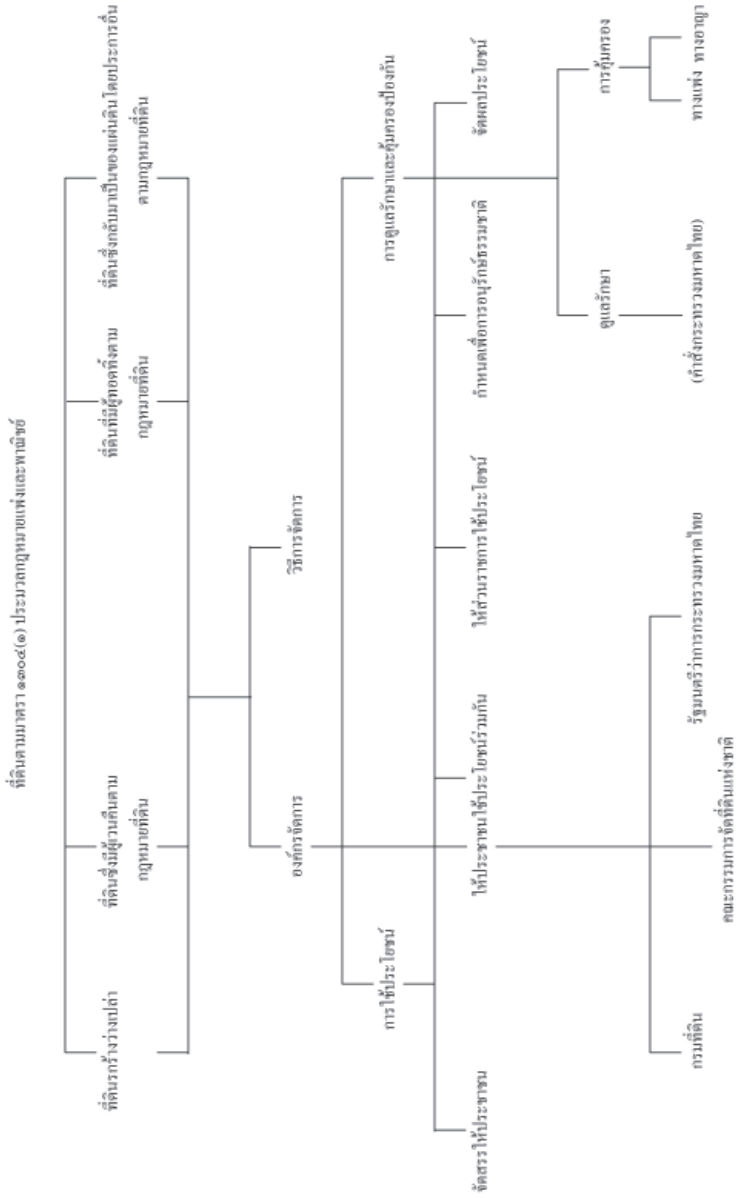 ที่ดินตามมาตรา ๑๓๐๔(๑) ประมวลกฎหมายแพ่งและพาณิชย์
ที่ดินรกร้างว่างเปล่า
ที่ดินซึ่งมีผู้เวนคืนตาม
กฎหมายที่ดิน
ที่ดินที่มีผู้ทอดทิ้งตาม
กฎหมายที่ดิน
ที่ดินซึ่งกลับมาเป็นของแผ่นดินโดยประการอื่น
ตามกฎหมายที่ดิน
องค์กรจัดการ
วิธีการจัดการ
การใช้ประโยชน์
การดูแลรักษาและคุ้มครองป้องกัน
จัดสรรให้ประชาชน
ให้ประชาชนใช้ประโยชน์ร่วมกัน
ให้ส่วนราชการใช้ประโยชน์
กำหนดเพื่อการอนุรักษ์ธรรมชาติ
จัดผลประโยชน์
ดูแลรักษา
การคุ้มครอง
กรมที่ดิน
คณะกรรมการจัดที่ดินแห่งชาติ
รัฐมนตรีว่าการกระทรวงมหาดไทย
(คำสั่งกระทรวงมหาดไทย)
ทางแพ่ง ทางอาญา